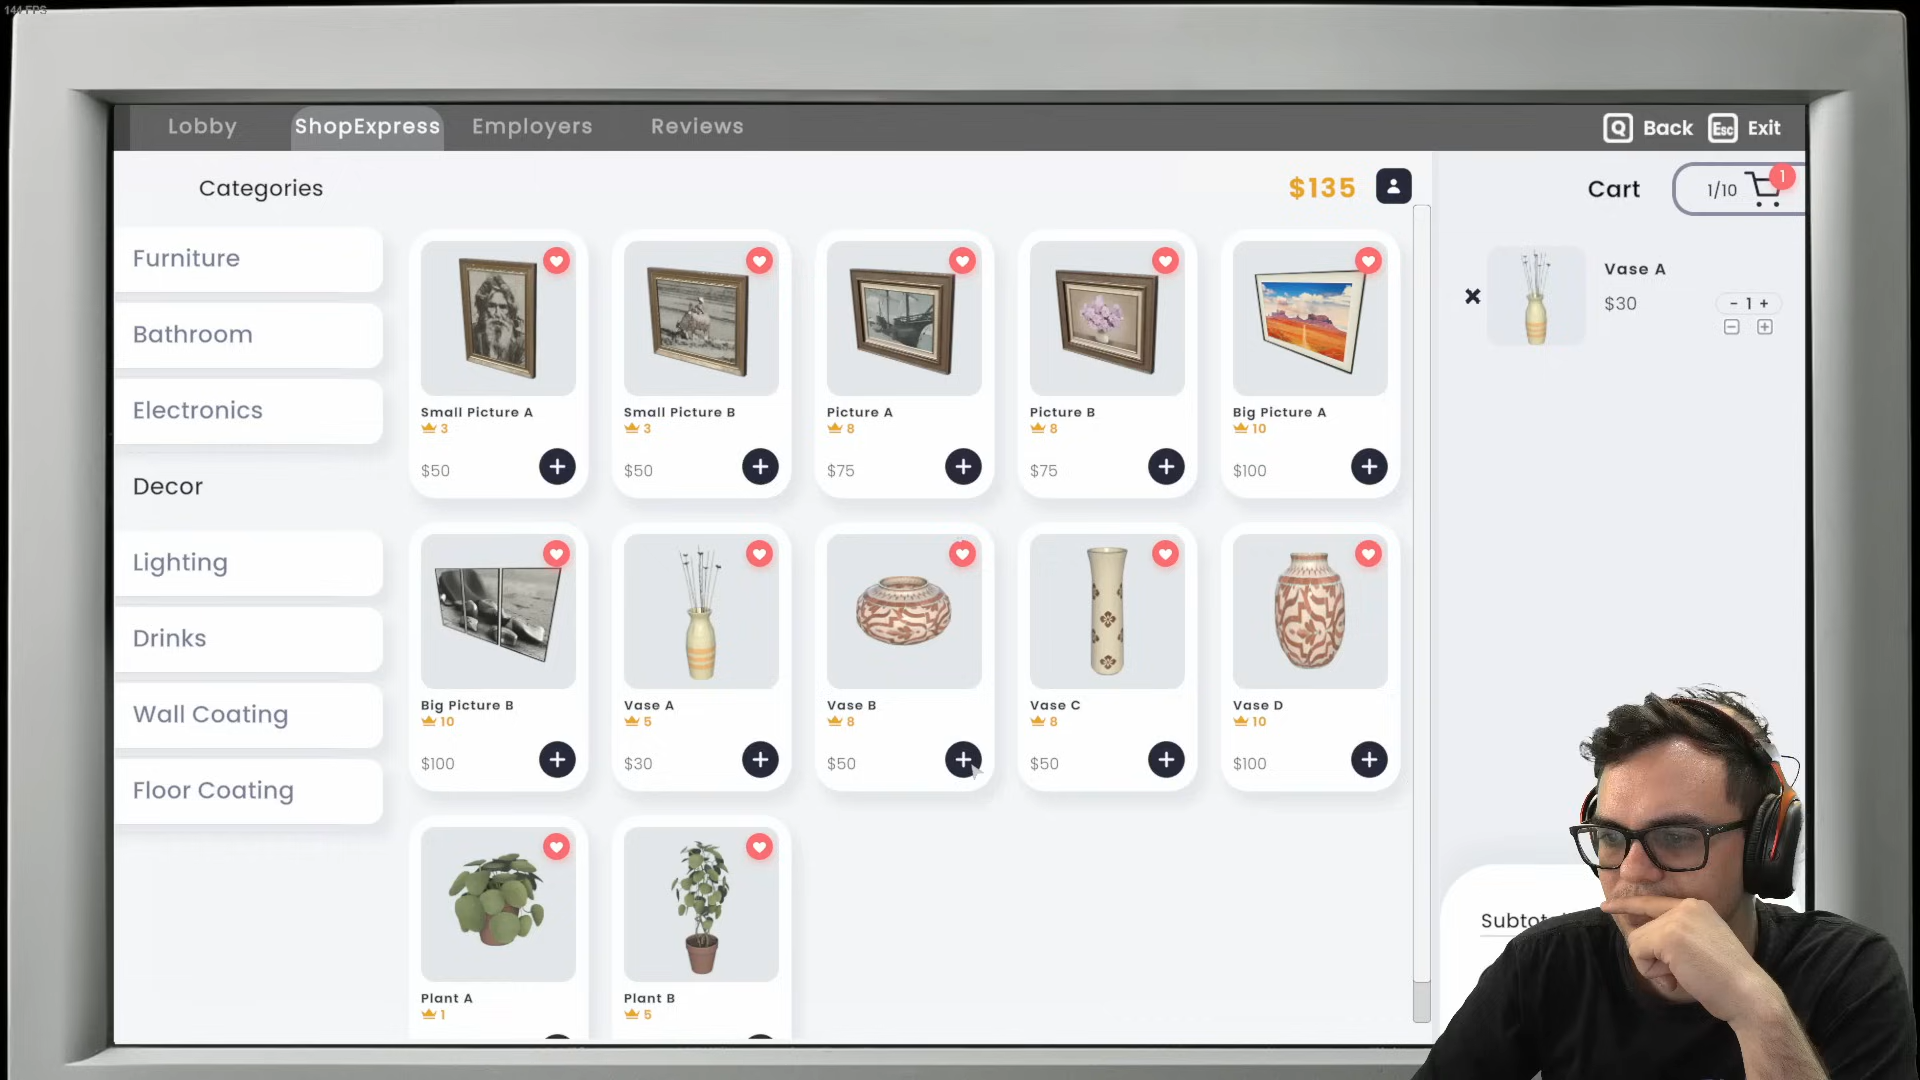 144 FPS
Lobby
ShopExpress
Employers
Reviews
Q Back
Esc Exit
Categories
$135
Cart
1/10
1
Furniture
Bathroom
Electronics
Decor
Lighting
Drinks
Wall Coating
Floor Coating
Small Picture A
3
$50
Small Picture B
3
$50
Picture A
8
$75
Picture B
8
$75
Big Picture A
10
$100
Big Picture B
10
$100
Vase A
5
$30
Vase B
8
$50
Vase C
8
$50
Vase D
10
$100
Plant A
1
Plant B
5
Vase A
$30
- 1 +